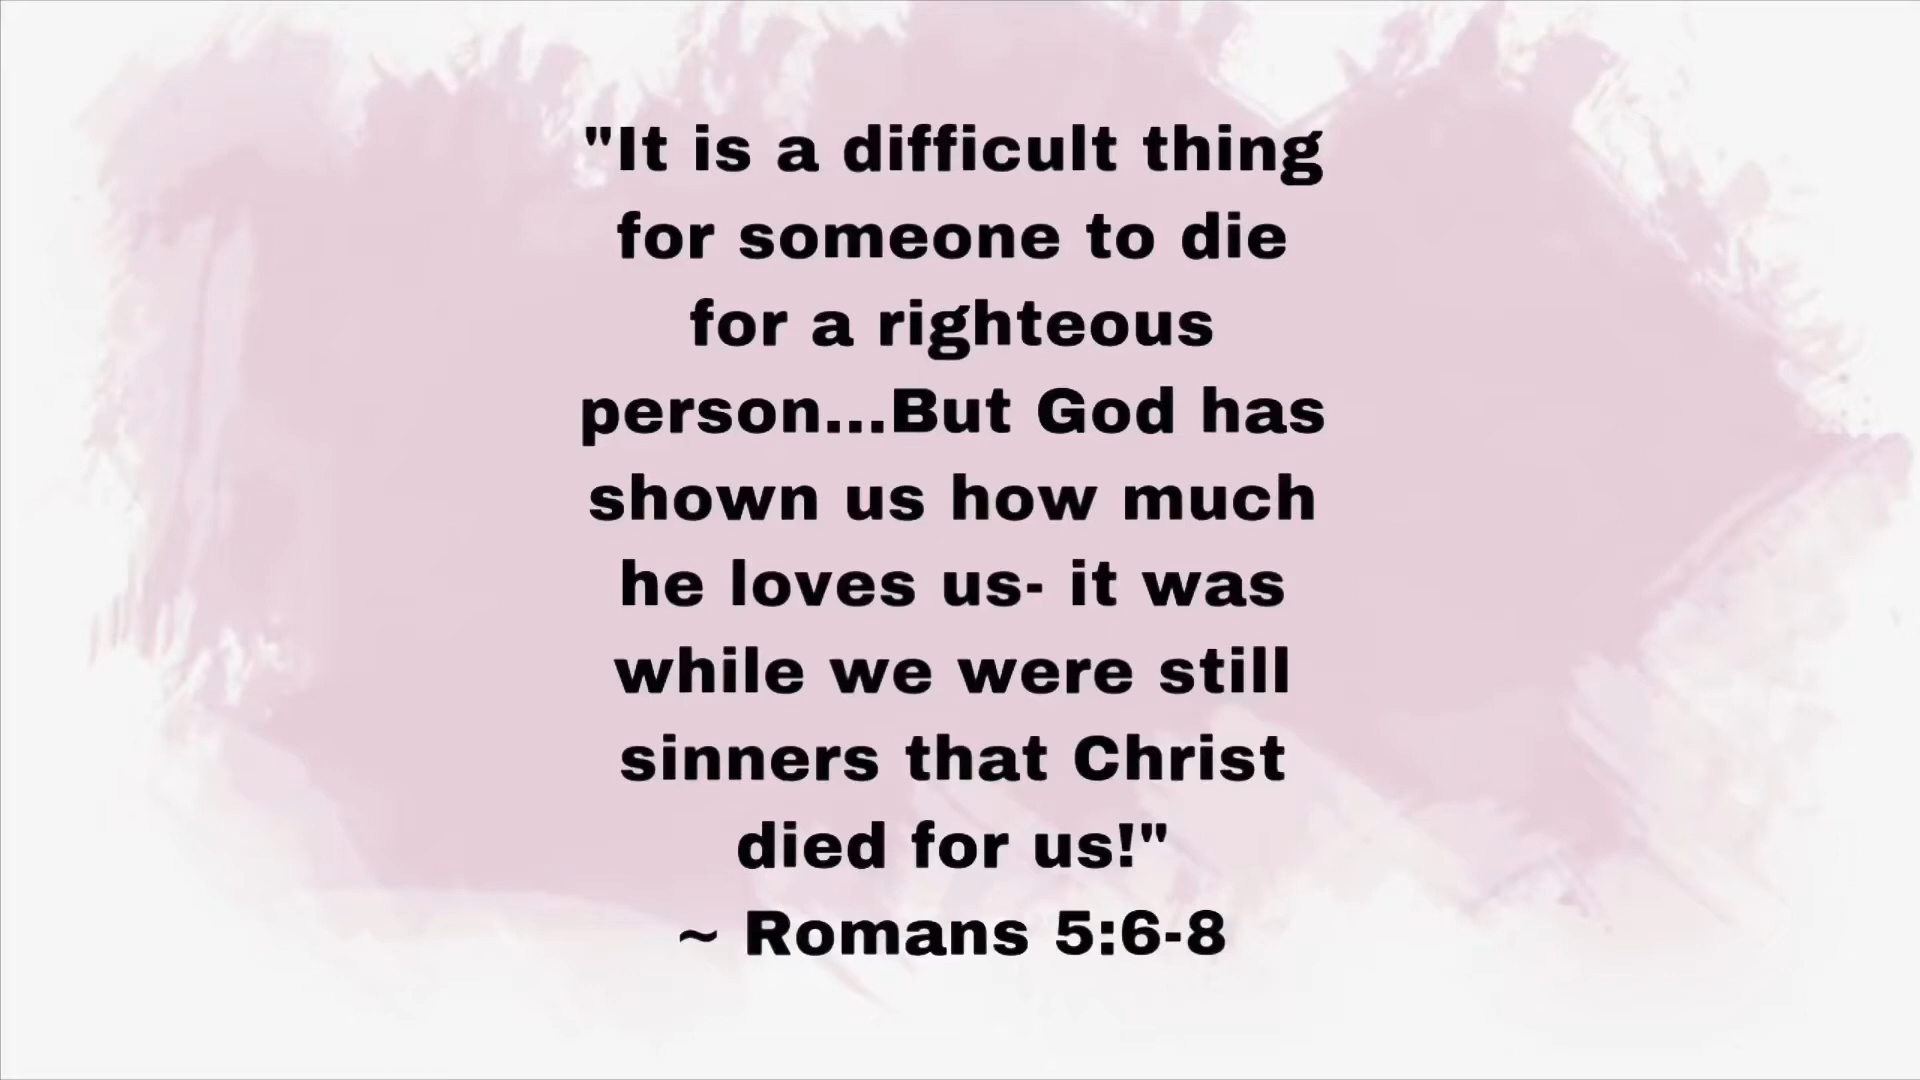 "It is a difficult thing
for someone to die
for a righteous
person...But God has
shown us how much
he loves us- it was
while we were still
sinners that Christ
died for us!"
~ Romans 5:6-8